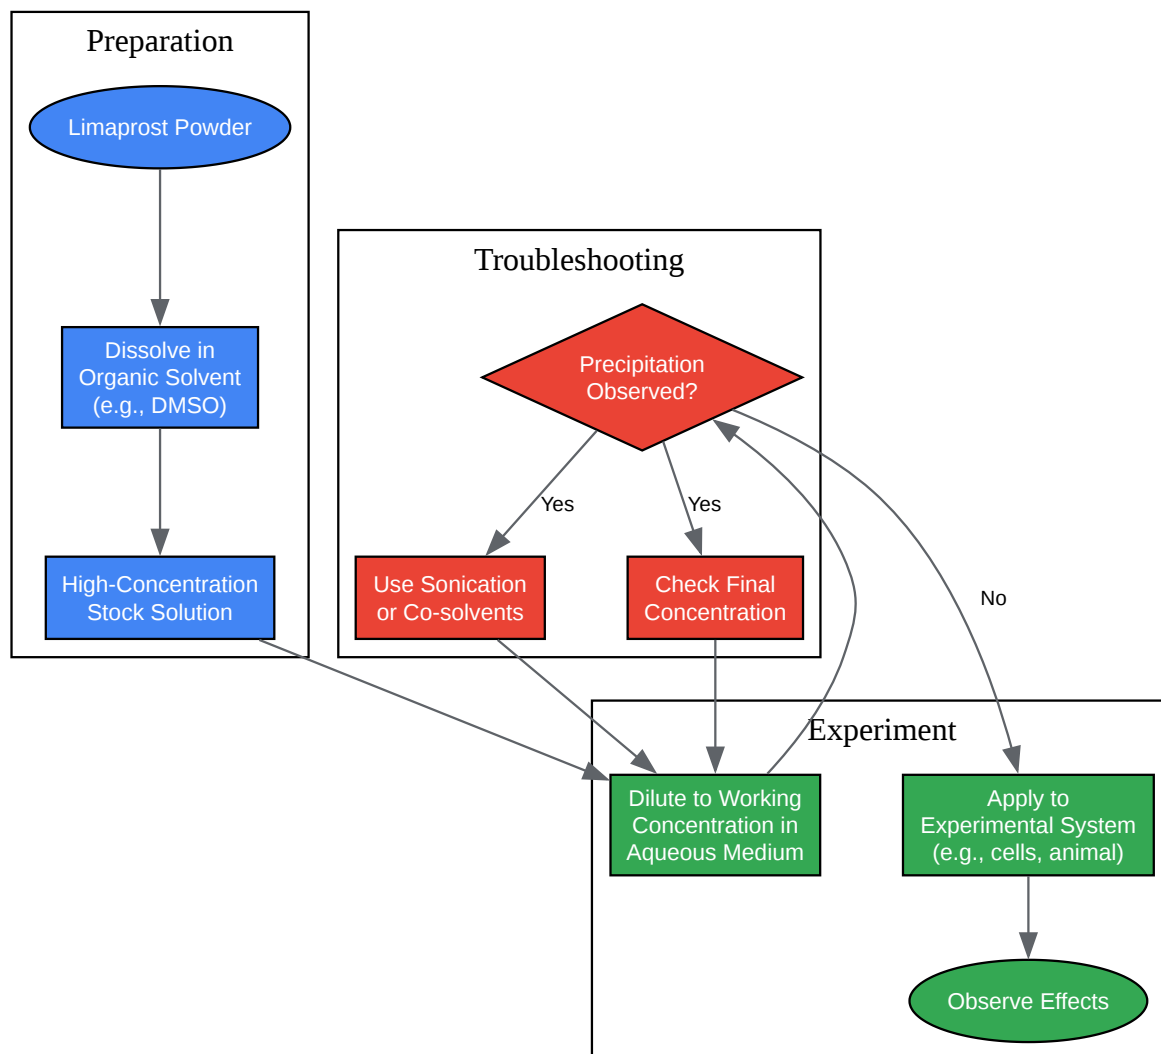 Preparation
Limaprost Powder
Dissolve in
Organic Solvent
(e.g., DMSO)
High-Concentration
Stock Solution
Troubleshooting
Precipitation
Observed?
Yes
Yes
No
Use Sonication
or Co-solvents
Check Final
Concentration
Experiment
Dilute to Working
Concentration in
Aqueous Medium
Apply to
Experimental System
(e.g., cells, animal)
Observe Effects